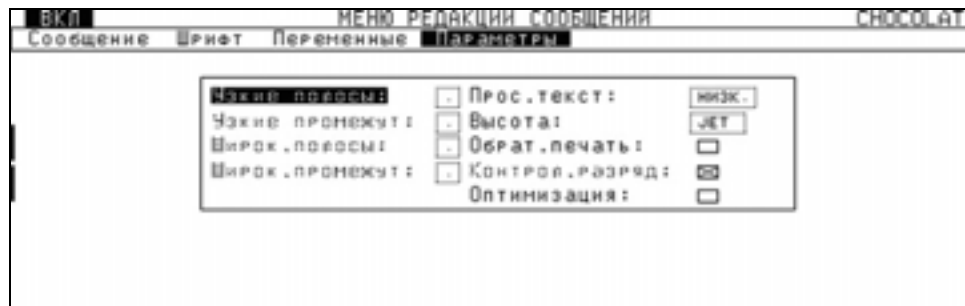 ВКЛ МЕНЮ РЕДАКЦИИ СООБЩЕНИЙ CHOCOLAT
Сообщение Шрифт Переменные Параметры
Узкие полосы: . Прос.текст: НИЗК.
Узкие промежут: . Высота: JET
Широк.полосы: . Обрат.печать:
Широк.промежут: . Контрол.разряд:
Оптимизация: